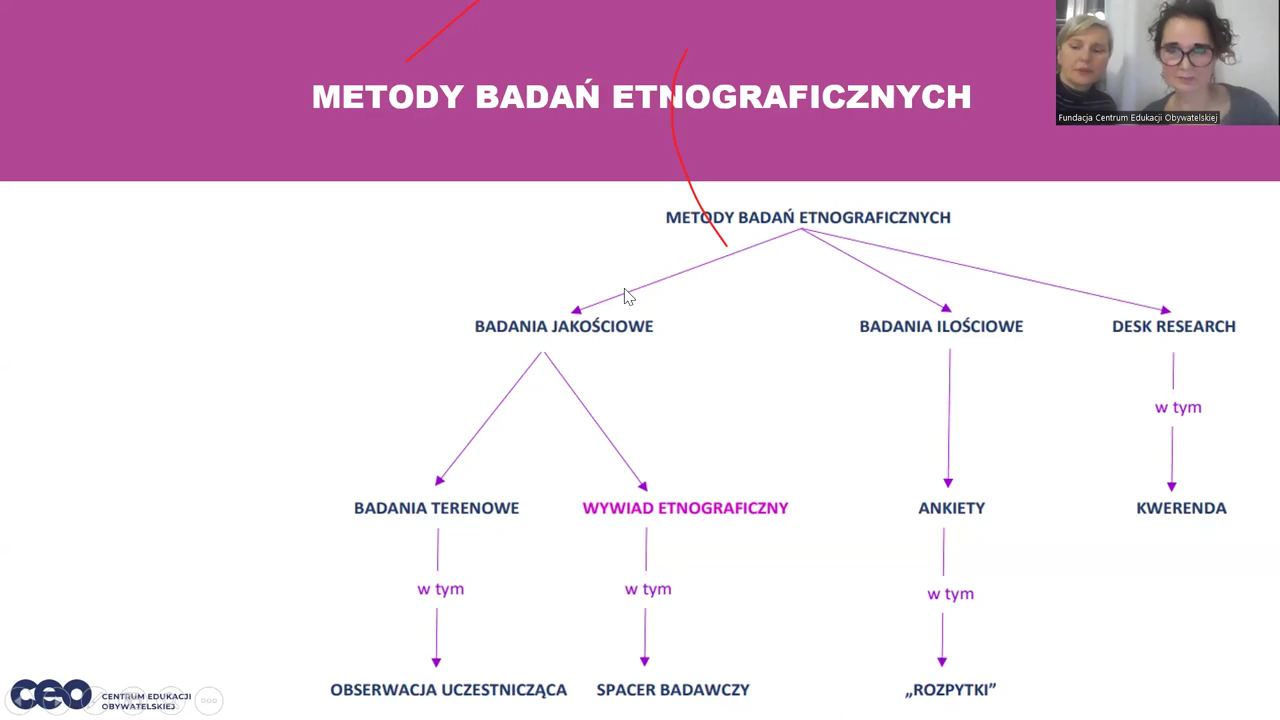 METODY BADAŃ ETNOGRAFICZNYCH
Fundacja Centrum Edukacji Obywatelskiej
METODY BADAŃ ETNOGRAFICZNYCH
BADANIA JAKOŚCIOWE
BADANIA ILOŚCIOWE
DESK RESEARCH
w tym
BADANIA TERENOWE
WYWIAD ETNOGRAFICZNY
ANKIETY
KWERENDA
w tym
w tym
w tym
OBSERWACJA UCZESTNICZĄCA
SPACER BADAWCZY
„ROZPYTKI”
ceo
CENTRUM EDUKACJI
OBYWATELSKIEJ